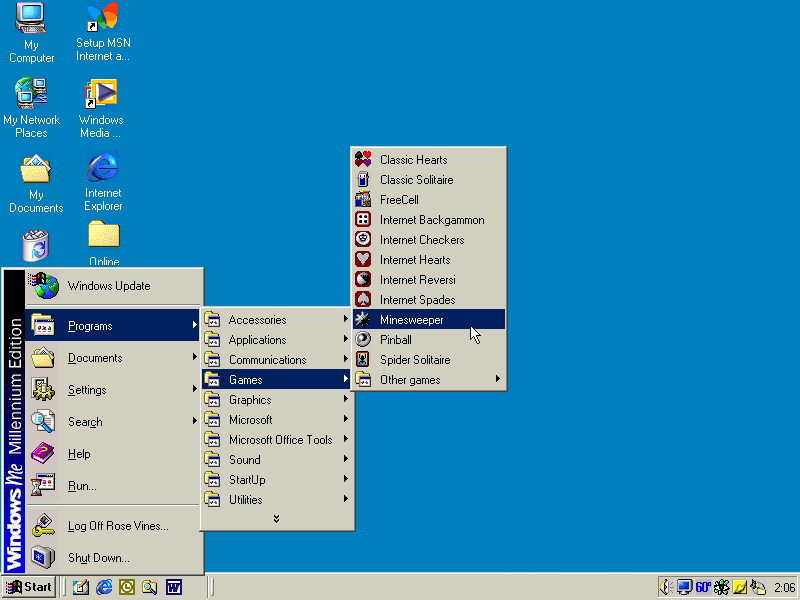 My
Computer
Setup MSN
Internet a...
My Network
Places
Windows
Media ...
My
Documents
Internet
Explorer
Online
Windows Me Millennium Edition
Windows Update
Programs
Documents
Settings
Search
Help
Run...
Log Off Rose Vines...
Shut Down...
Accessories
Applications
Communications
Games
Graphics
Microsoft
Microsoft Office Tools
Sound
StartUp
Utilities
Classic Hearts
Classic Solitaire
FreeCell
Internet Backgammon
Internet Checkers
Internet Hearts
Internet Reversi
Internet Spades
Minesweeper
Pinball
Spider Solitaire
Other games
Start
60°
2:06